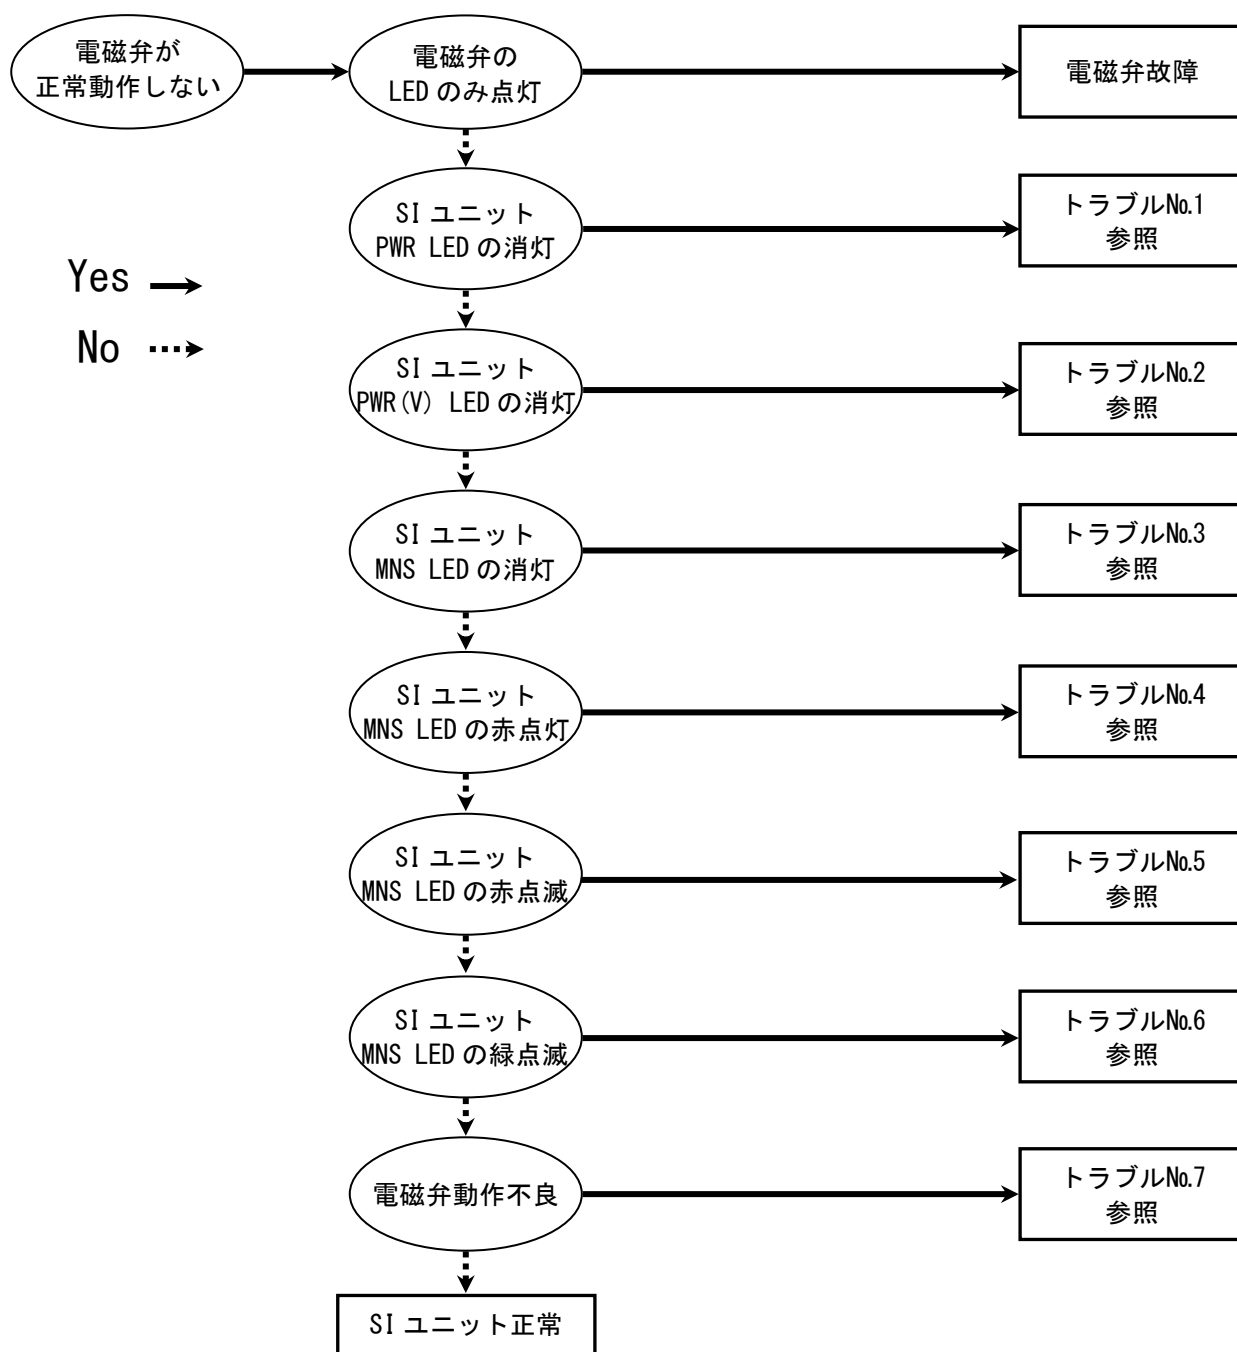 電磁弁が
正常動作しない
電磁弁の
LEDのみ点灯
電磁弁故障
SIユニット
PWR LEDの消灯
トラブル№1
参照
Yes
No
SIユニット
PWR(V) LEDの消灯
トラブル№2
参照
SIユニット
MNS LEDの消灯
トラブル№3
参照
SIユニット
MNS LEDの赤点灯
トラブル№4
参照
SIユニット
MNS LEDの赤点滅
トラブル№5
参照
SIユニット
MNS LEDの緑点滅
トラブル№6
参照
電磁弁動作不良
トラブル№7
参照
SIユニット正常